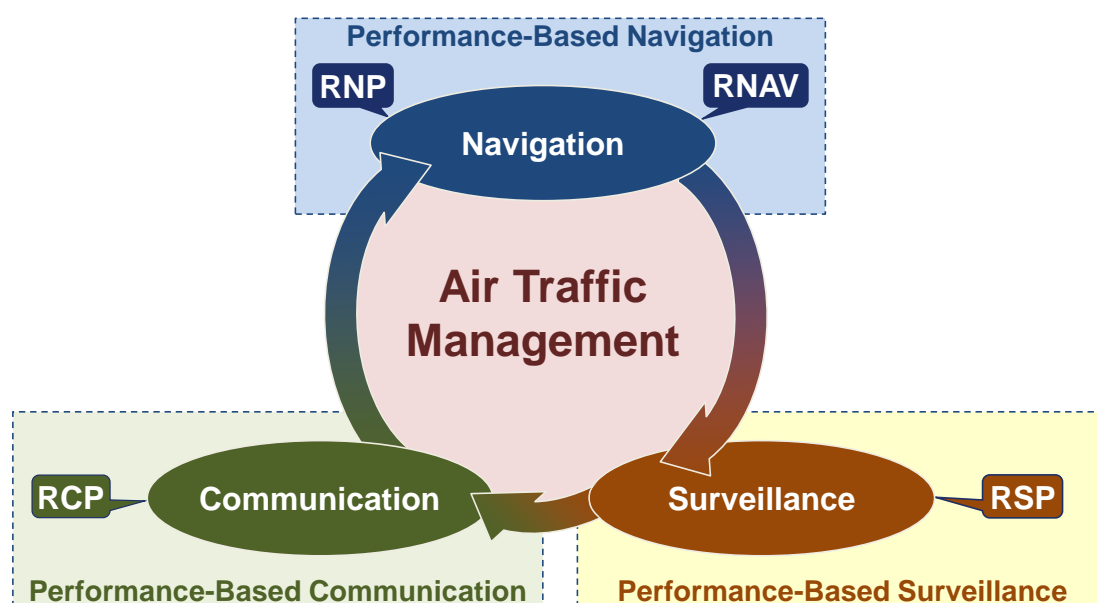 Performance-Based Navigation
RNP
RNAV
Navigation
Air Traffic
Management
RCP
Communication
Surveillance
RSP
Performance-Based Communication
Performance-Based Surveillance